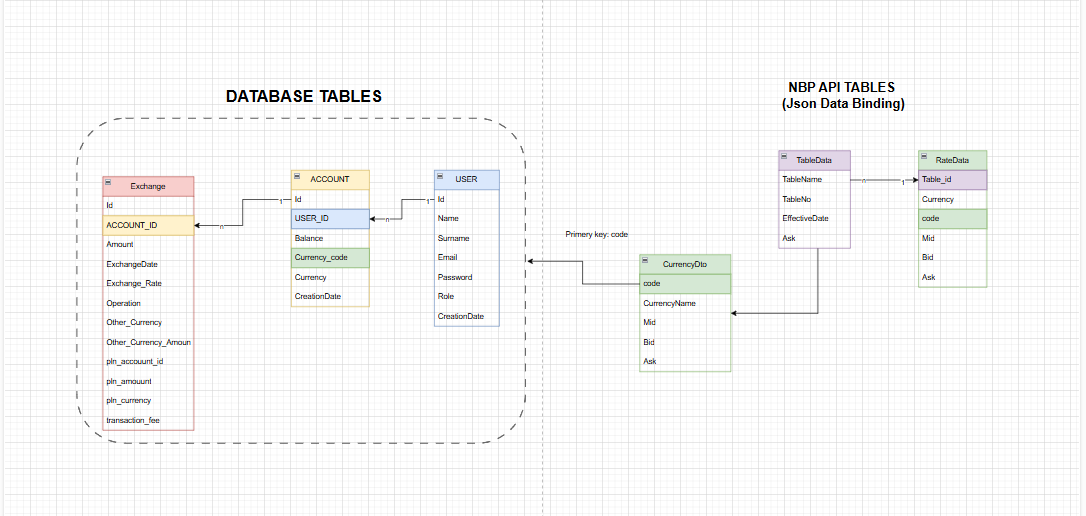 DATABASE TABLES
Exchange
Id
ACCOUNT_ID
Amount
ExchangeDate
Exchange_Rate
Operation
Other_Currency
Other_Currency_Amoun
pln_accouunt_id
pln_amouunt
pln_currency
transaction_fee
n
1
ACCOUNT
Id
USER_ID
Balance
Currency_code
Currency
CreationDate
n
1
USER
Id
Name
Surname
Email
Password
Role
CreationDate
Primery key: code
CurrencyDto
code
CurrencyName
Mid
Bid
Ask
NBP API TABLES
(Json Data Binding)
TableData
TableName
TableNo
EffectiveDate
Ask
n
1
RateData
Table_id
Currency
code
Mid
Bid
Ask